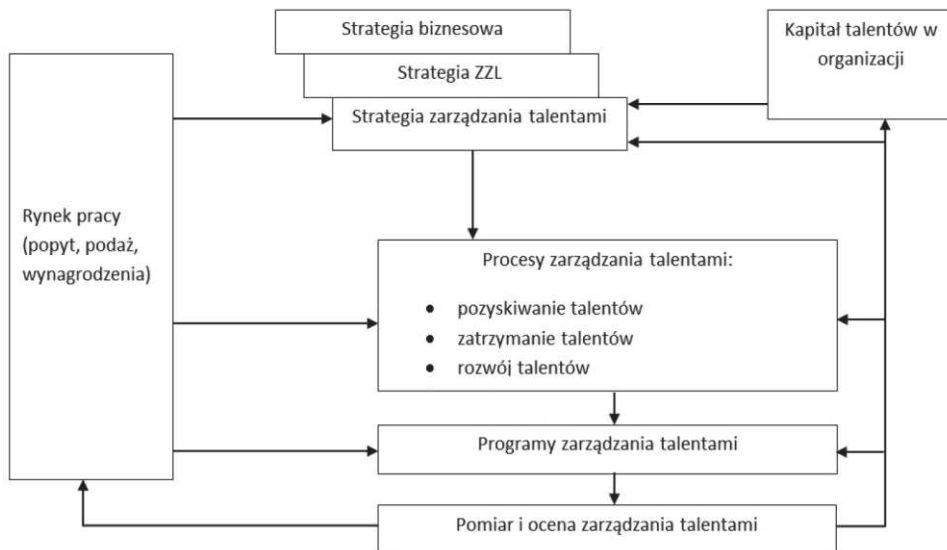 Strategia biznesowa
Strategia ZZL
Strategia zarządzania talentami
Kapitał talentów w
organizacji
Rynek pracy
(popyt, podaż,
wynagrodzenia)
Procesy zarządzania talentami:
• pozyskiwanie talentów
• zatrzymanie talentów
• rozwój talentów
Programy zarządzania talentami
Pomiar i ocena zarządzania talentami